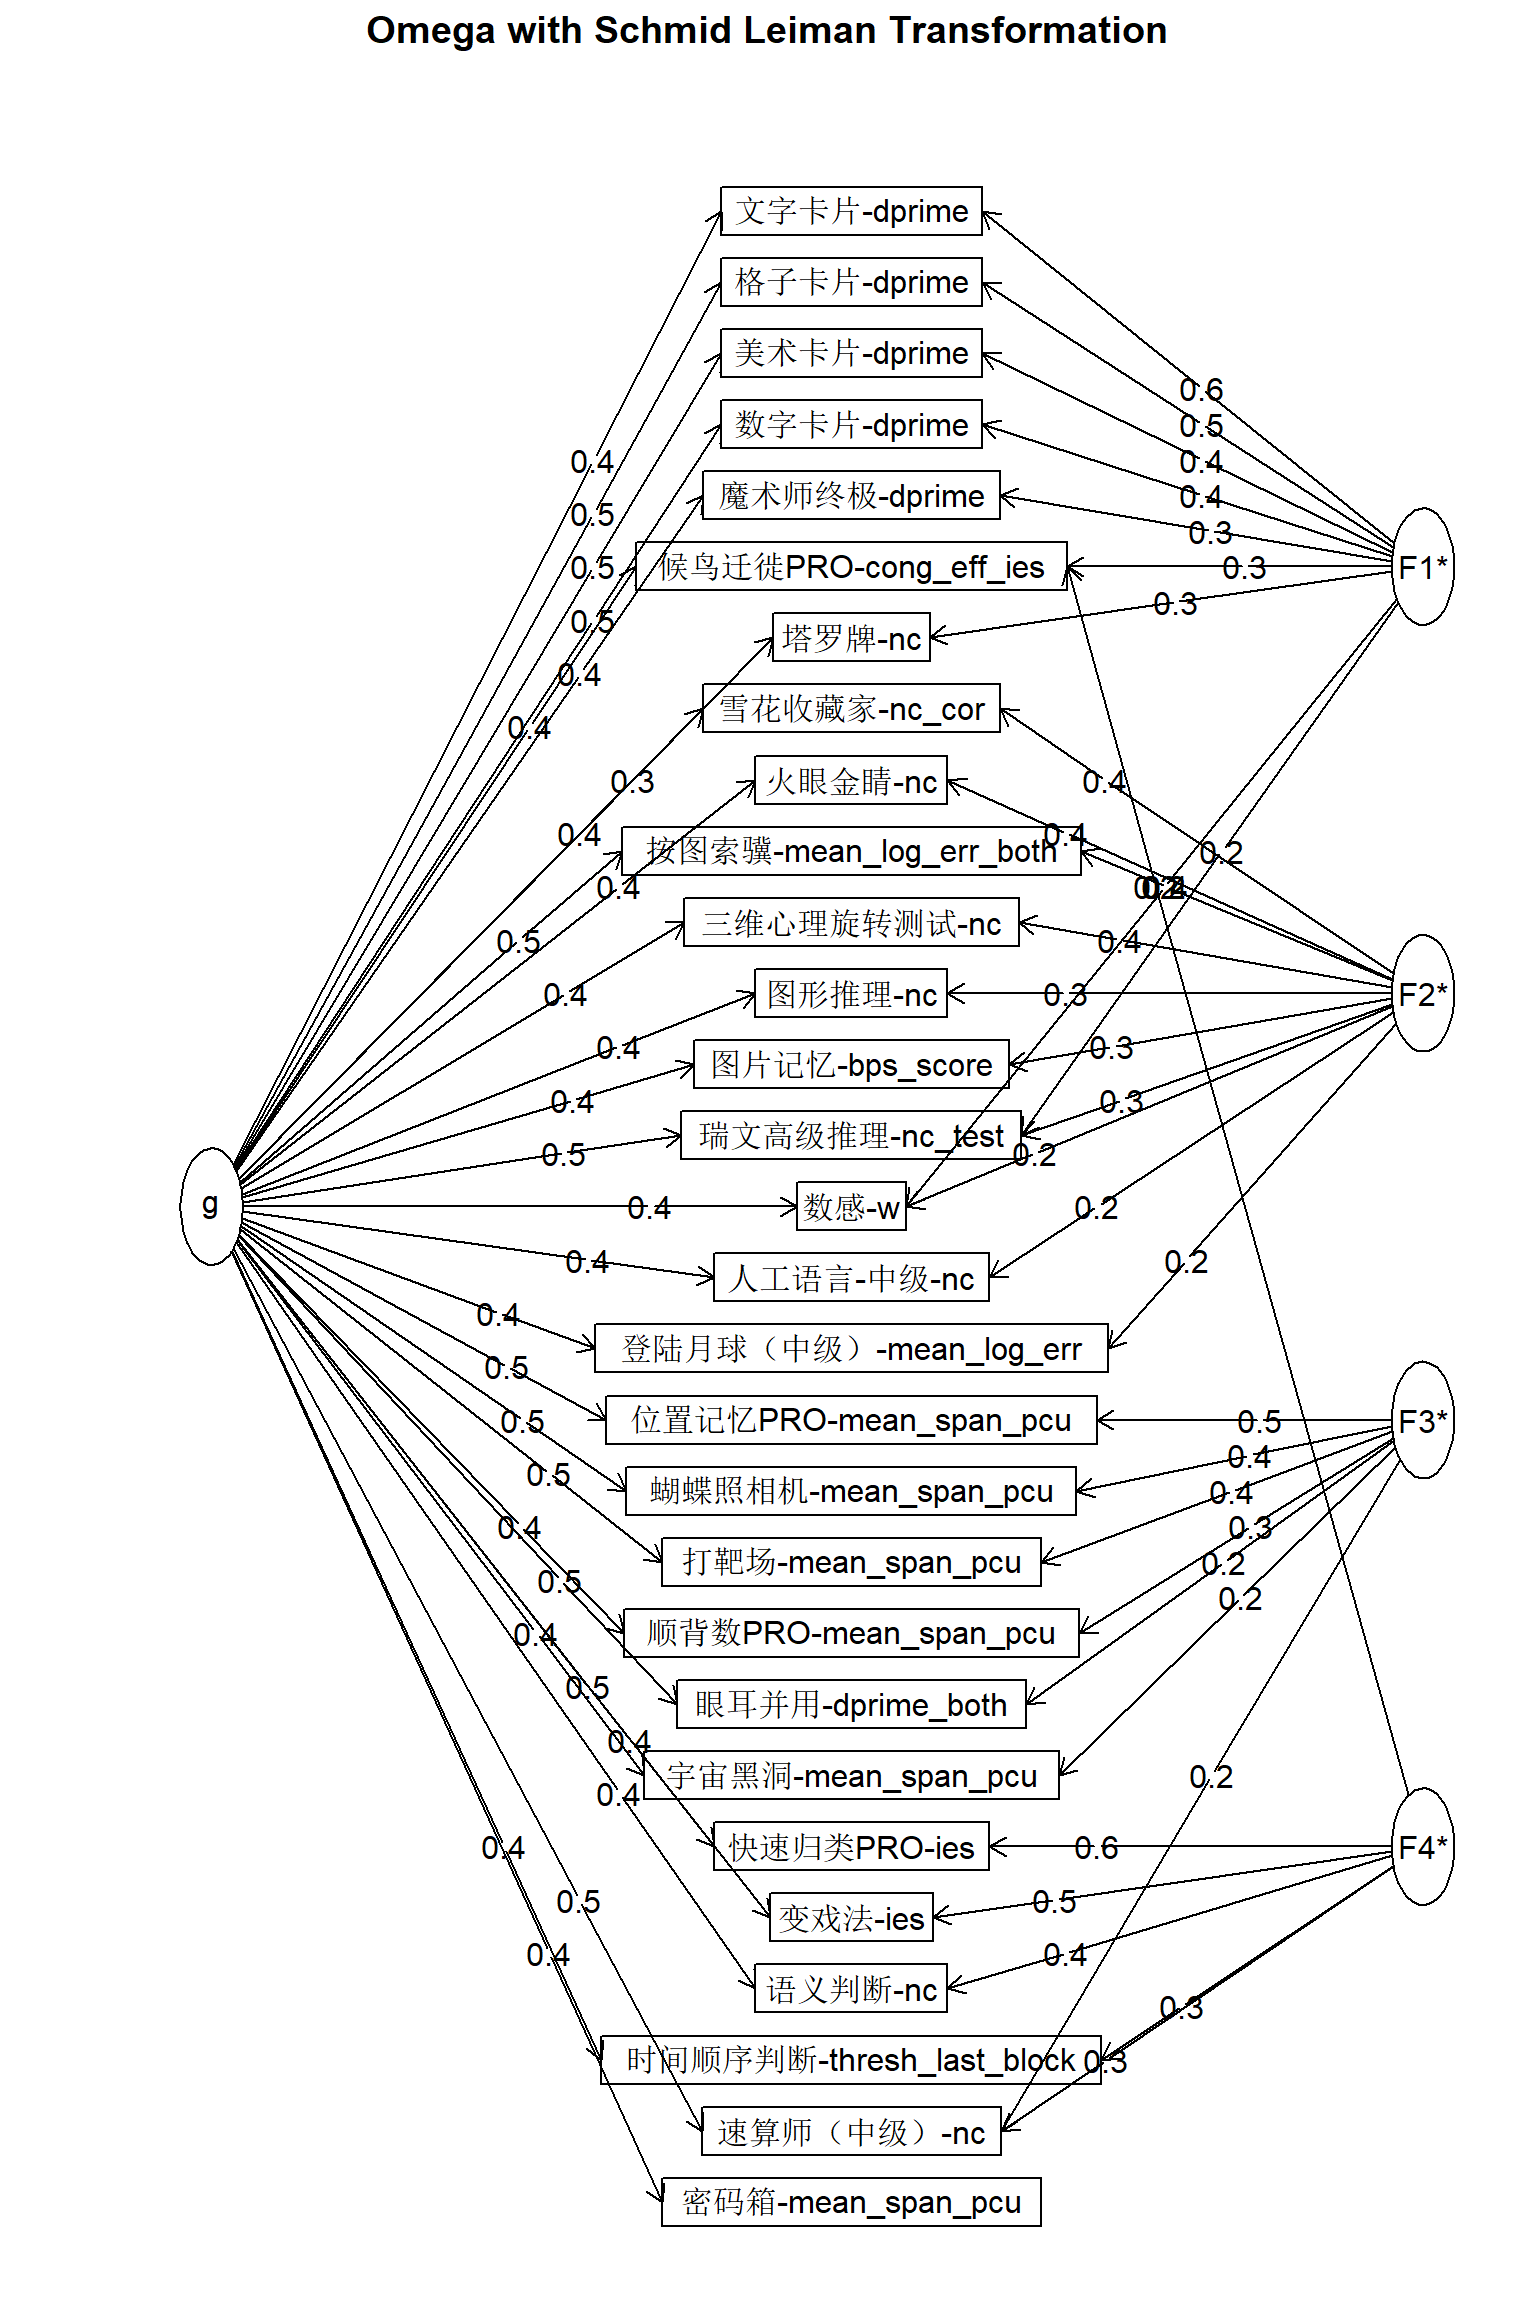 Omega with Schmid Leiman Transformation
文字卡片-dprime
格子卡片-dprime
美术卡片-dprime
0.6
数字卡片-dprime
0.5
0.4
0.4
魔术师终极-dprime
0.4
0.5
0.3
候鸟迁徙PRO-cong_eff_ies
0.5
0.3
F1*
0.3
0.5
塔罗牌-nc
0.4
雪花收藏家-nc_cor
0.4
0.3
火眼金睛-nc
0.4
0.4
0.4
按图索骥-mean_log_err_both
0.2
0.4
三维心理旋转测试-nc
0.5
0.4
0.4
图形推理-nc
0.3
F2*
0.4
图片记忆-bps_score
0.3
0.4
0.3
瑞文高级推理-nc_test
0.5
0.2
g
0.4
数感-w
0.2
0.4
人工语言-中级-nc
0.2
0.4
登陆月球（中级）-mean_log_err
0.5
位置记忆PRO-mean_span_pcu
0.5
F3*
0.5
0.4
0.5
蝴蝶照相机-mean_span_pcu
0.4
0.4
0.3
打靶场-mean_span_pcu
0.2
0.5
0.2
顺背数PRO-mean_span_pcu
0.4
0.5
眼耳并用-dprime_both
0.4
宇宙黑洞-mean_span_pcu
0.2
0.4
0.4
快速归类PRO-ies
0.6
F4*
0.5
变戏法-ies
0.5
0.4
语义判断-nc
0.4
0.3
时间顺序判断-thresh_last_block
0.3
速算师（中级）-nc
密码箱-mean_span_pcu